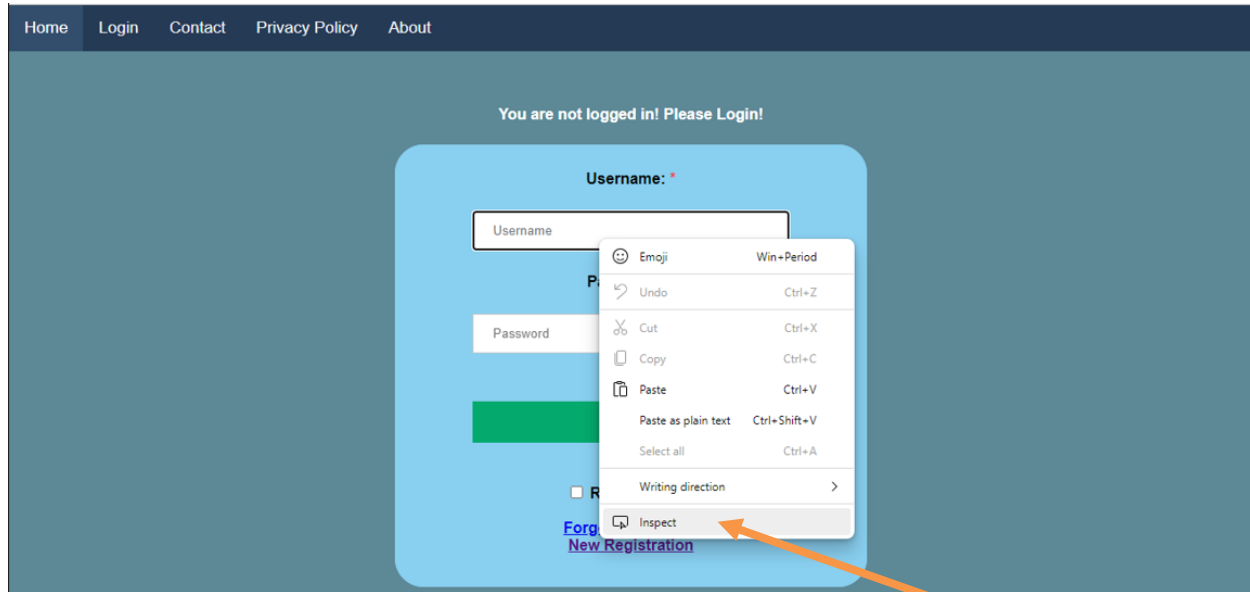 Home Login Contact Privacy Policy About
You are not logged in! Please Login!
Username: *
Username
Emoji Win+Period
Undo Ctrl+Z
Password
Cut Ctrl+X
Copy Ctrl+C
Paste Ctrl+V
Paste as plain text Ctrl+Shift+V
Select all Ctrl+A
Writing direction
Inspect
New Registration